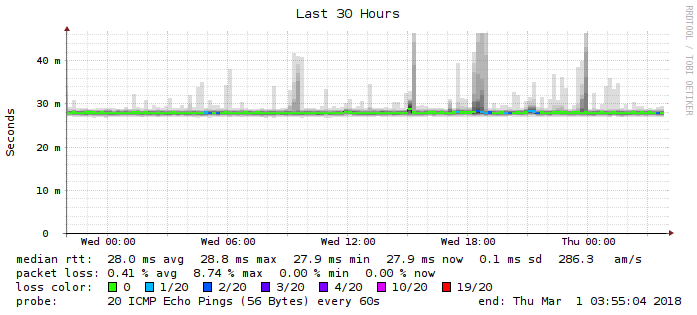 Last 30 Hours
RRDTOOL / TOBI OETIKER
Seconds
40 m
30 m
20 m
10 m
0
Wed 00:00 Wed 06:00 Wed 12:00 Wed 18:00 Thu 00:00
median rtt: 28.0 ms avg 28.8 ms max 27.9 ms min 27.9 ms now 0.1 ms sd 286.3 am/s
packet loss: 0.41 % avg 8.74 % max 0.00 % min 0.00 % now
loss color: 0 1/20 2/20 3/20 4/20 10/20 19/20
probe: 20 ICMP Echo Pings (56 Bytes) every 60s end: Thu Mar 1 03:55:04 2018